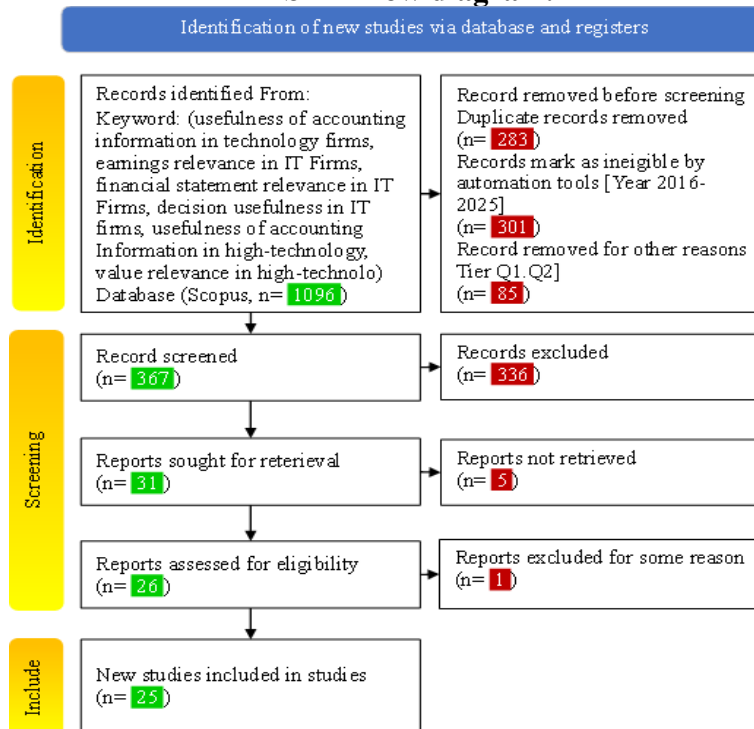 Identification of new studies via database and registers
Identification
Records identified From:
Keyword: (usefulness of accounting
information in technology firms,
earnings relevance in IT Firms,
financial statement relevance in IT
Firms, decision usefulness in IT
firms, usefulness of accounting
Information in high-technology,
value relevance in high-technolo)
Database (Scopus, n= 1096)
Record removed before screening
Duplicate records removed
(n= 283)
Records mark as ineigible by
automation tools [Year 2016-
2025]
(n= 301)
Record removed for other reasons
Tier Q1.Q2]
(n= 85)
Screening
Record screened
(n= 367)
Records excluded
(n= 336)
Reports sought for reterieval
(n= 31)
Reports not retrieved
(n= 5)
Reports assessed for eligibility
(n= 26)
Reports excluded for some reason
(n= 1)
Include
New studies included in studies
(n= 25)